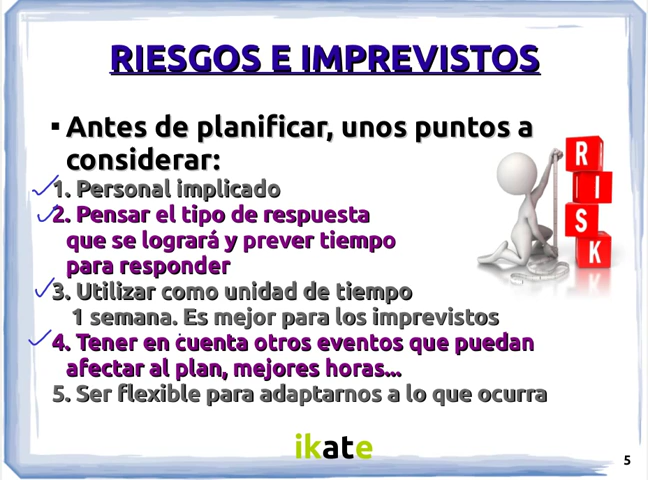 RIESGOS E IMPREVISTOS
▪ Antes de planificar, unos puntos a
considerar:
1. Personal implicado
2. Pensar el tipo de respuesta
que se logrará y prever tiempo
para responder
3. Utilizar como unidad de tiempo
1 semana. Es mejor para los imprevistos
4. Tener en cuenta otros eventos que puedan
afectar al plan, mejores horas...
5. Ser flexible para adaptarnos a lo que ocurra
R
I
S
K
ikate
5